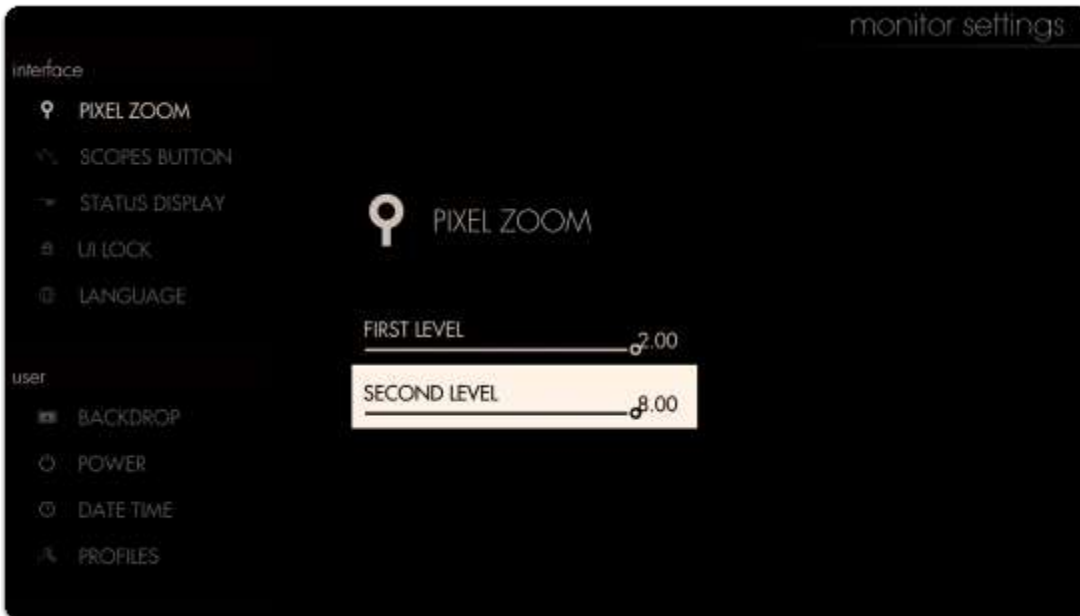 monitor settings
interface
PIXEL ZOOM
SCOPES BUTTON
STATUS DISPLAY
UI LOCK
LANGUAGE
user
BACKDROP
POWER
DATE TIME
PROFILES
PIXEL ZOOM
FIRST LEVEL
2.00
SECOND LEVEL
8.00